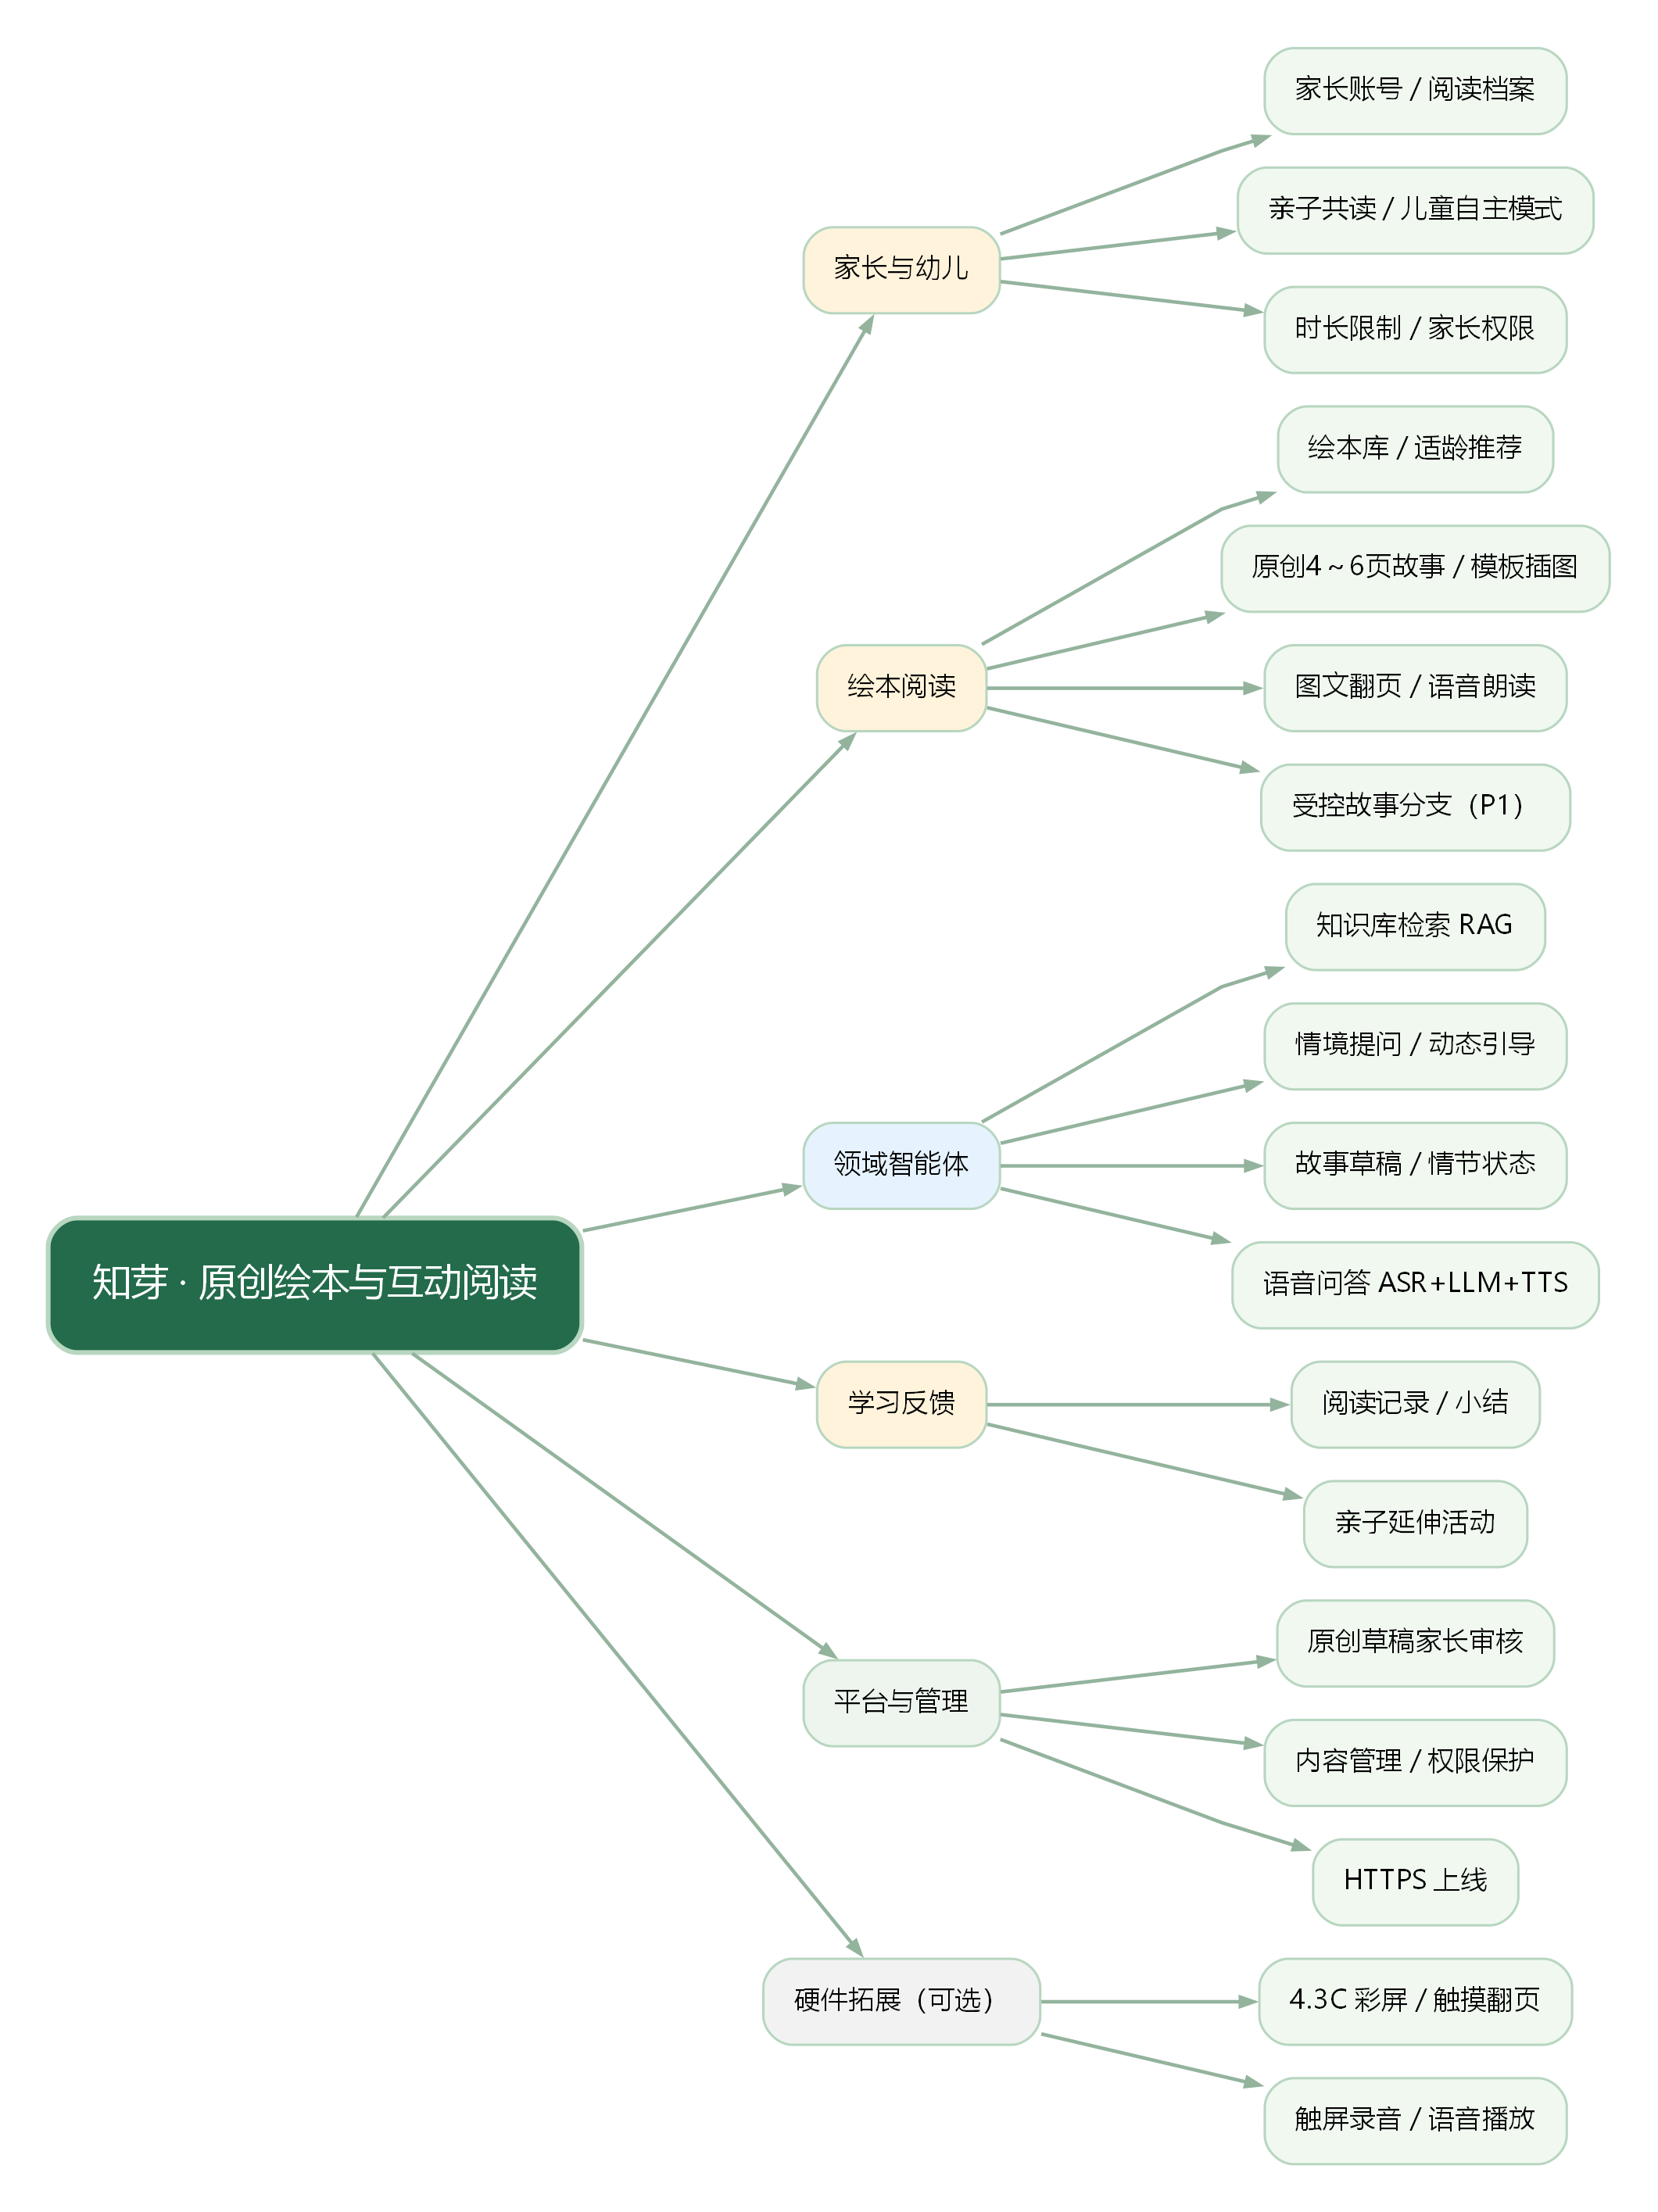 知芽 · 原创绘本与互动阅读
家长与幼儿
家长账号 / 阅读档案
亲子共读 / 儿童自主模式
时长限制 / 家长权限
绘本阅读
绘本库 / 适龄推荐
原创4～6页故事 / 模板插图
图文翻页 / 语音朗读
受控故事分支（P1）
领域智能体
知识库检索 RAG
情境提问 / 动态引导
故事草稿 / 情节状态
语音问答 ASR+LLM+TTS
学习反馈
阅读记录 / 小结
亲子延伸活动
平台与管理
原创草稿家长审核
内容管理 / 权限保护
HTTPS 上线
硬件拓展（可选）
4.3C 彩屏 / 触摸翻页
触屏录音 / 语音播放